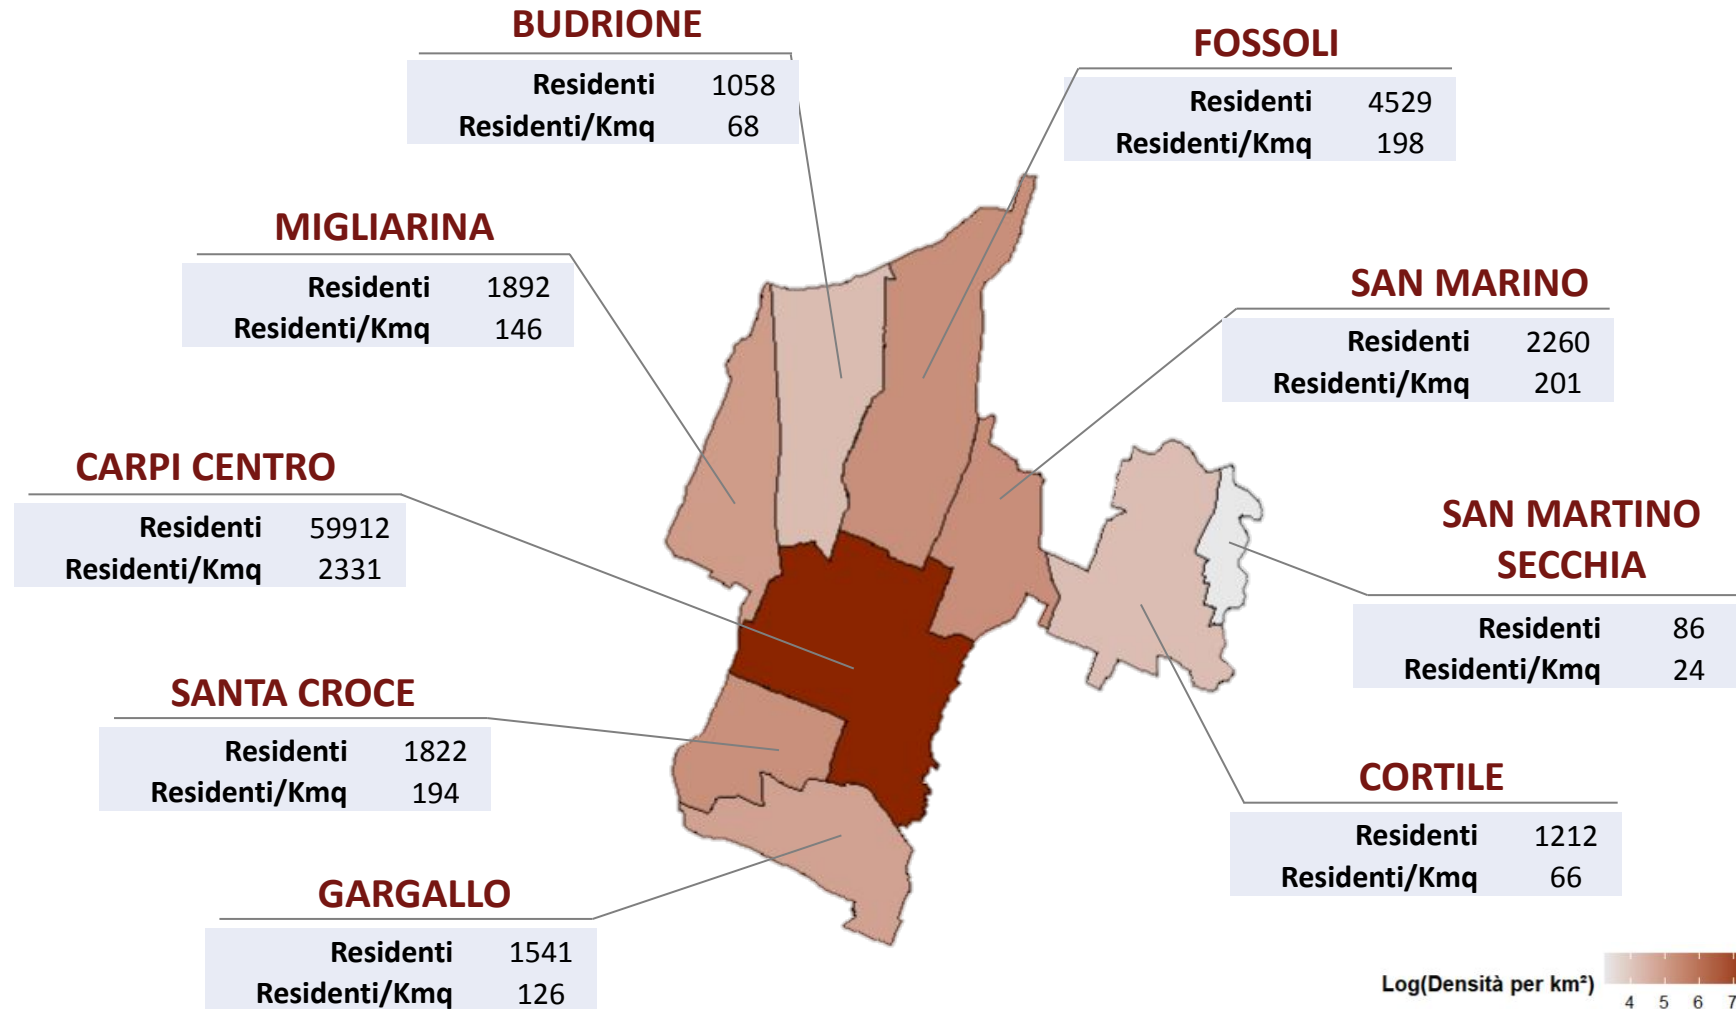 BUDRIONE
Residenti 1058
Residenti/Kmq 68
FOSSOLI
Residenti 4529
Residenti/Kmq 198
MIGLIARINA
Residenti 1892
Residenti/Kmq 146
SAN MARINO
Residenti 2260
Residenti/Kmq 201
CARPI CENTRO
Residenti 59912
Residenti/Kmq 2331
SAN MARTINO
SECCHIA
Residenti 86
Residenti/Kmq 24
SANTA CROCE
Residenti 1822
Residenti/Kmq 194
CORTILE
Residenti 1212
Residenti/Kmq 66
GARGALLO
Residenti 1541
Residenti/Kmq 126
Log(Densità per km²)
4 5 6 7